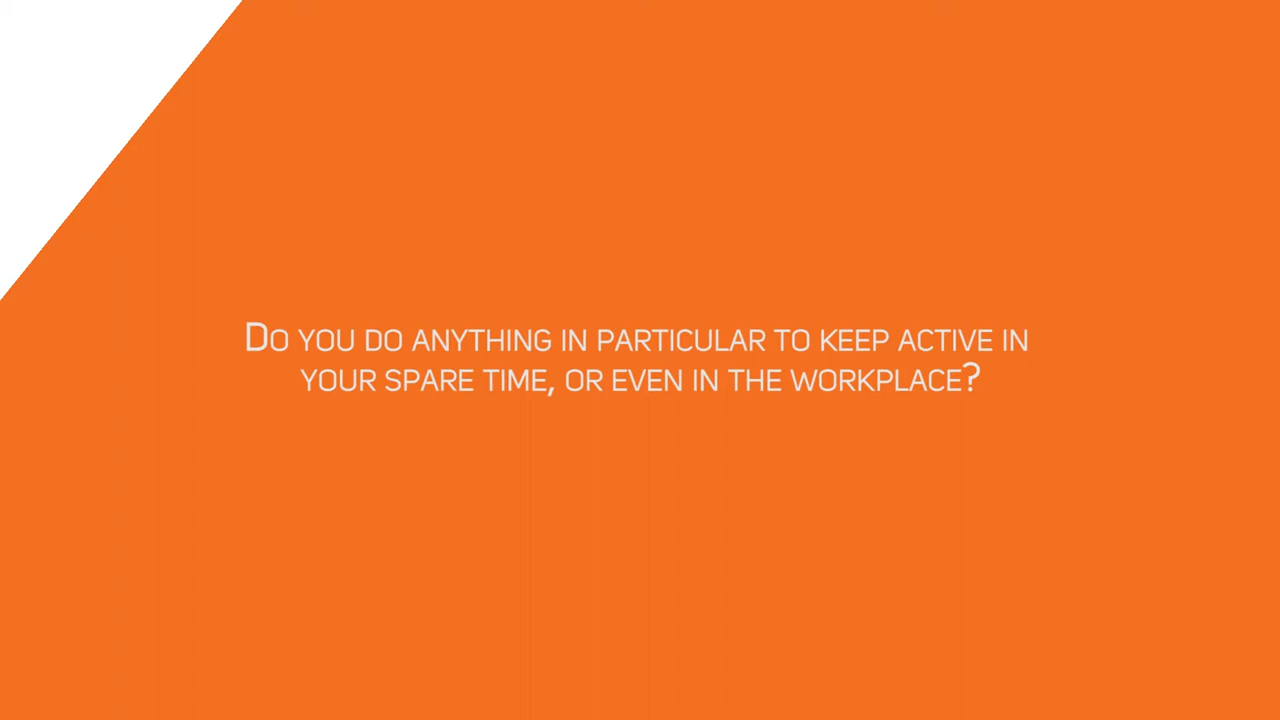 Do you do anything in particular to keep active in
your spare time, or even in the workplace?